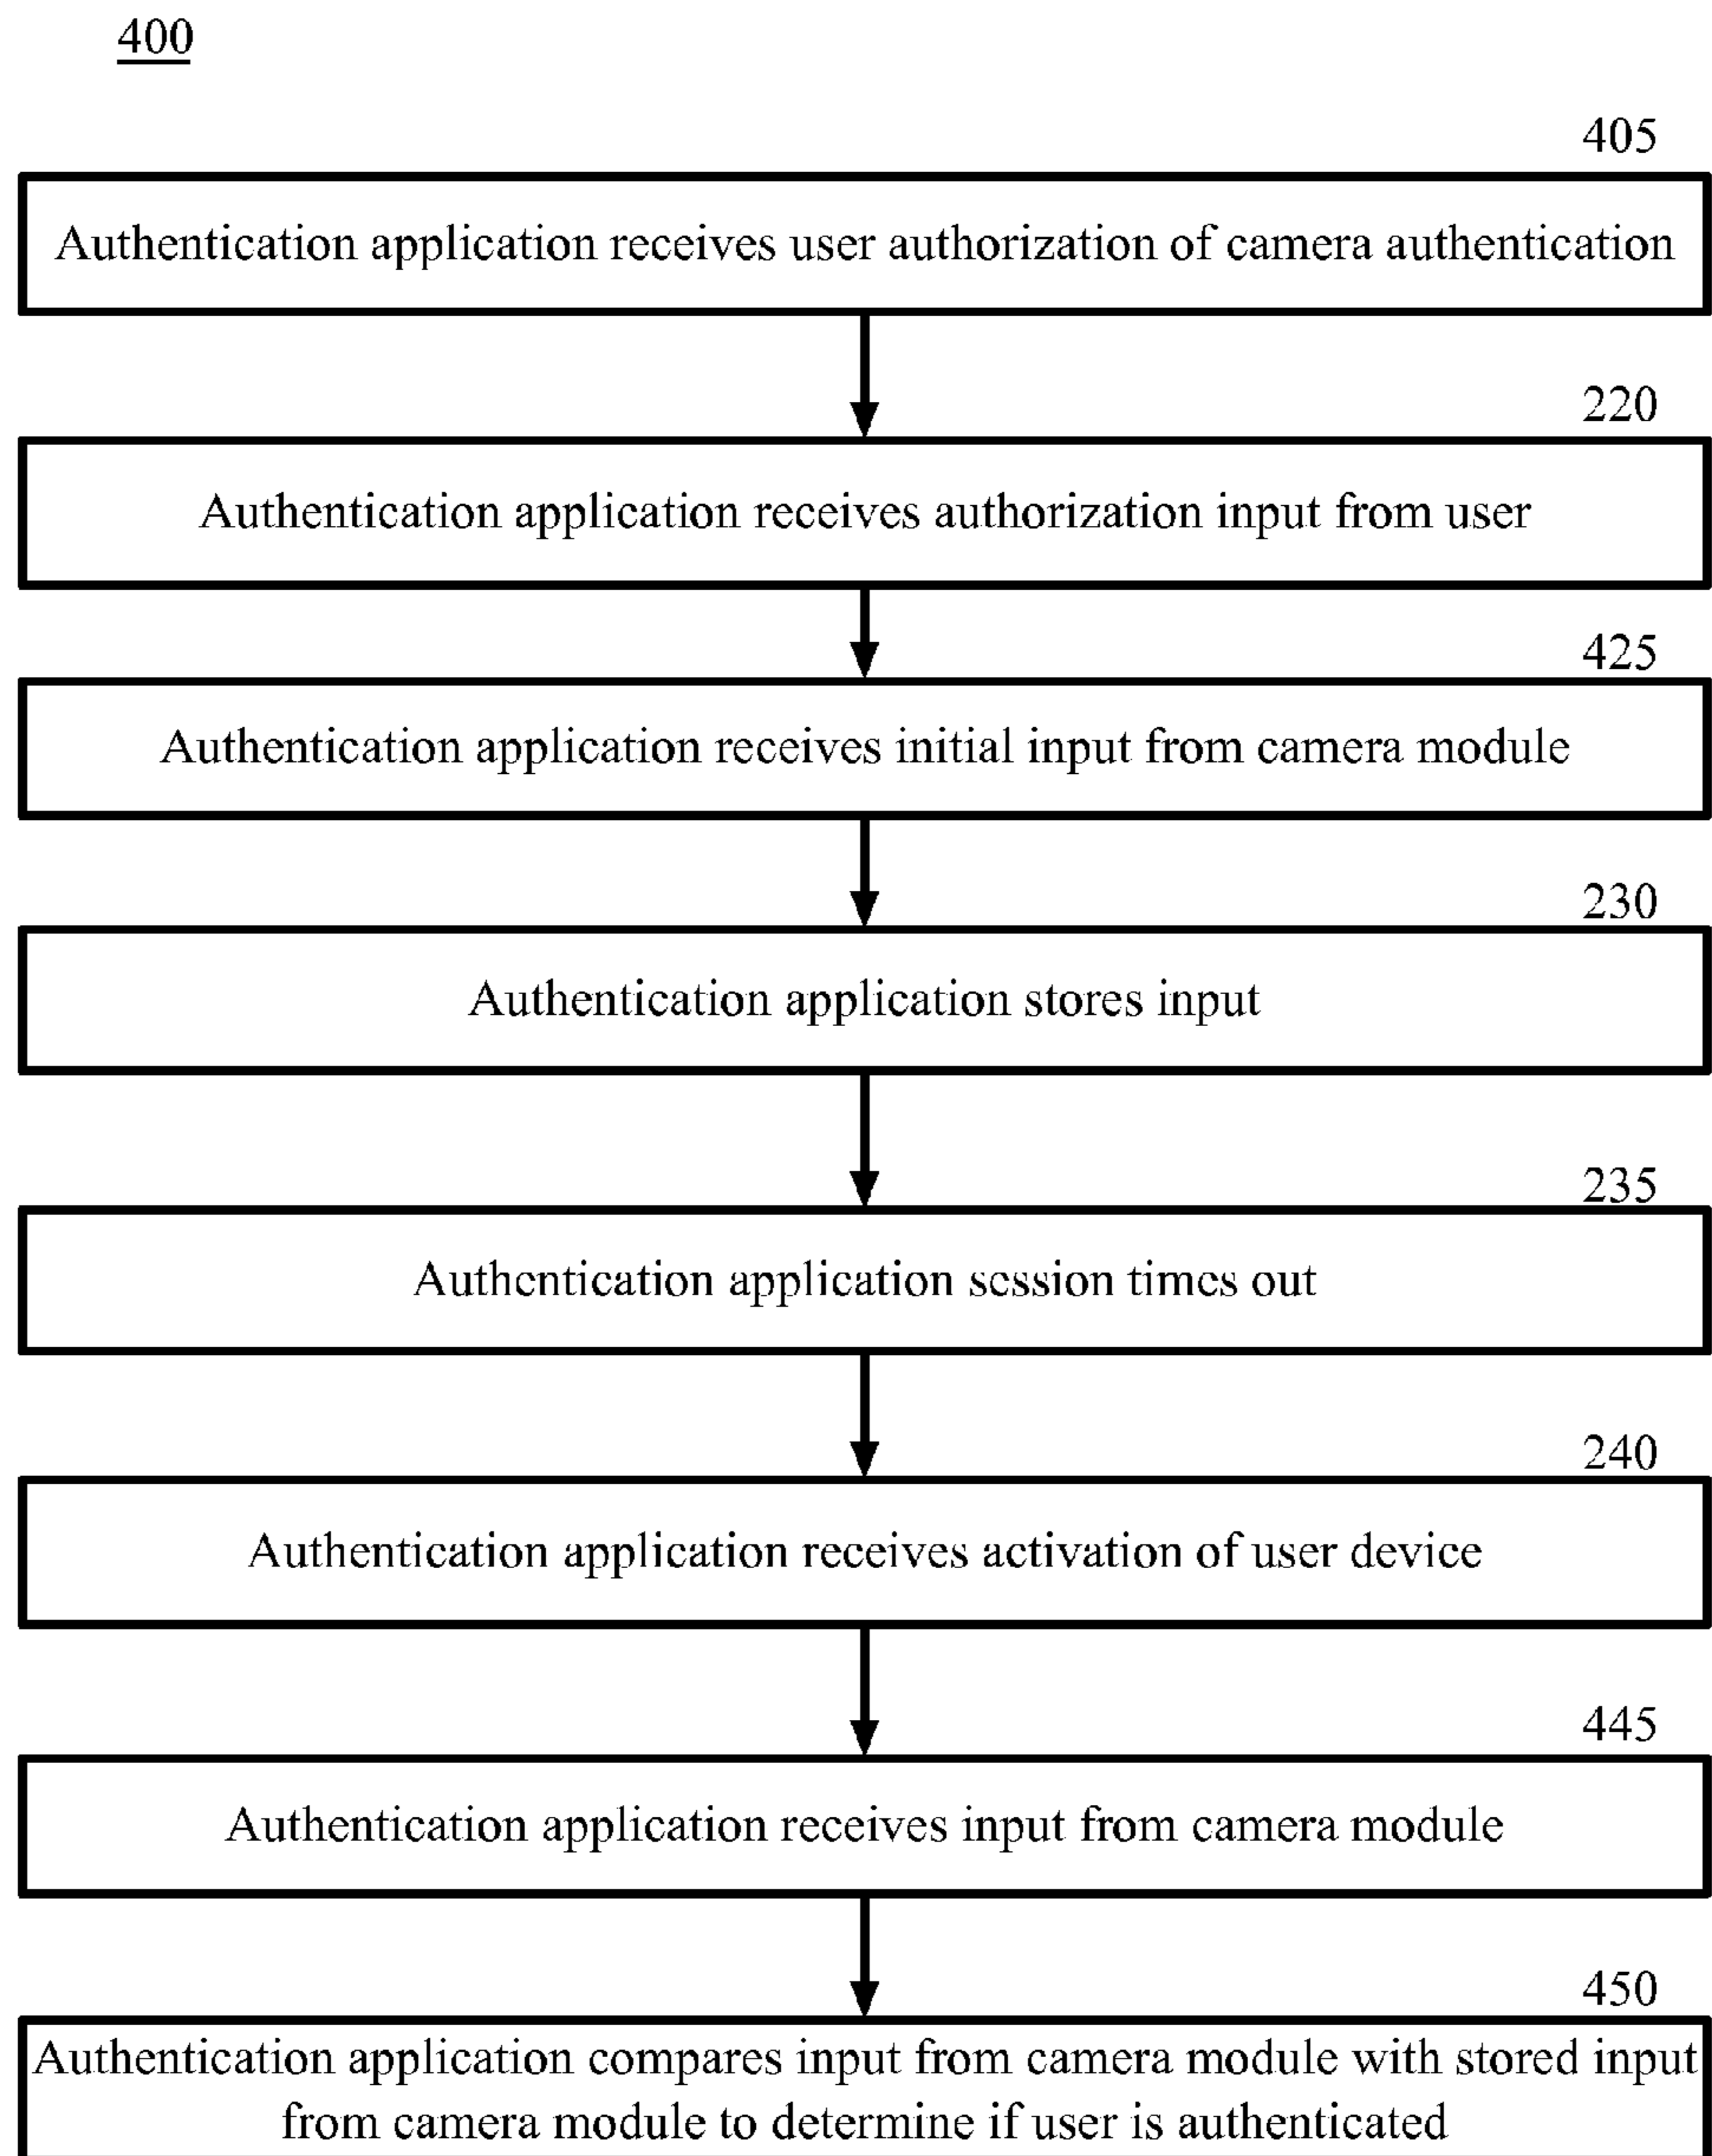 400
405
Authentication application receives user authorization of camera authentication
220
Authentication application receives authorization input from user
425
Authentication application receives initial input from camera module
230
Authentication application stores input
235
Authentication application session times out
240
Authentication application receives activation of user device
445
Authentication application receives input from camera module
450
Authentication application compares input from camera module with stored input
from camera module to determine if user is authenticated